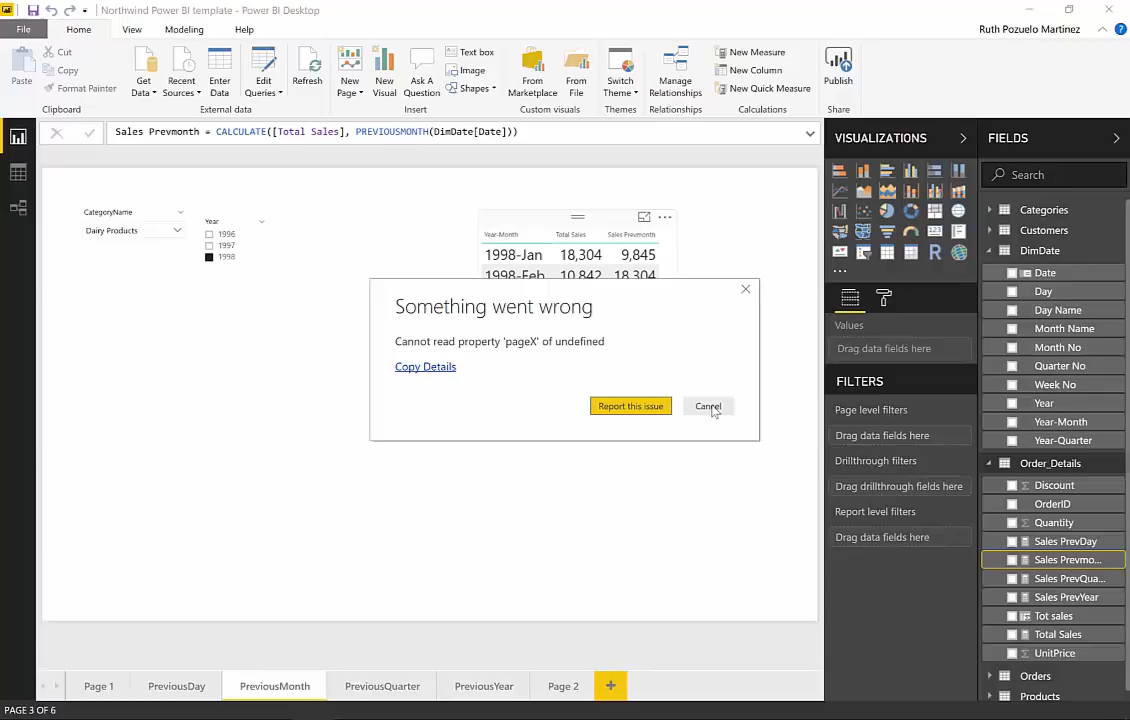 Northwind Power BI template - Power BI Desktop
File Home View Modeling Help
Ruth Pozuelo Martinez
Paste
Cut
Copy
Format Painter
Clipboard
Get Data
Recent Sources
Enter Data
Edit Queries
External data
Refresh
New Page
New Visual
Ask A Question
Text box
Image
Shapes
Insert
From Marketplace
From File
Custom visuals
Switch Theme
Themes
Manage Relationships
Relationships
New Measure
New Column
New Quick Measure
Calculations
Publish
Share
Sales Prevmonth = CALCULATE([Total Sales], PREVIOUSMONTH(DimDate[Date]))
CategoryName
Dairy Products
Year
1996
1997
1998
Year-Month Total Sales Sales Prevmonth
1998-Jan 18,304 9,845
1998-Feb 10,842 18,304
Something went wrong
Cannot read property 'pageX' of undefined
Copy Details
Report this issue
Cancel
VISUALIZATIONS
R
Values
Drag data fields here
FILTERS
Page level filters
Drag data fields here
Drillthrough filters
Drag drillthrough fields here
Report level filters
Drag data fields here
FIELDS
Search
Categories
Customers
DimDate
Date
Day
Day Name
Month Name
Month No
Quarter No
Week No
Year
Year-Month
Year-Quarter
Order_Details
Discount
OrderID
Quantity
Sales PrevDay
Sales Prevmo...
Sales PrevQua...
Sales PrevYear
Tot sales
Total Sales
UnitPrice
Orders
Products
Page 1 PreviousDay PreviousMonth PreviousQuarter PreviousYear Page 2 +
PAGE 3 OF 6